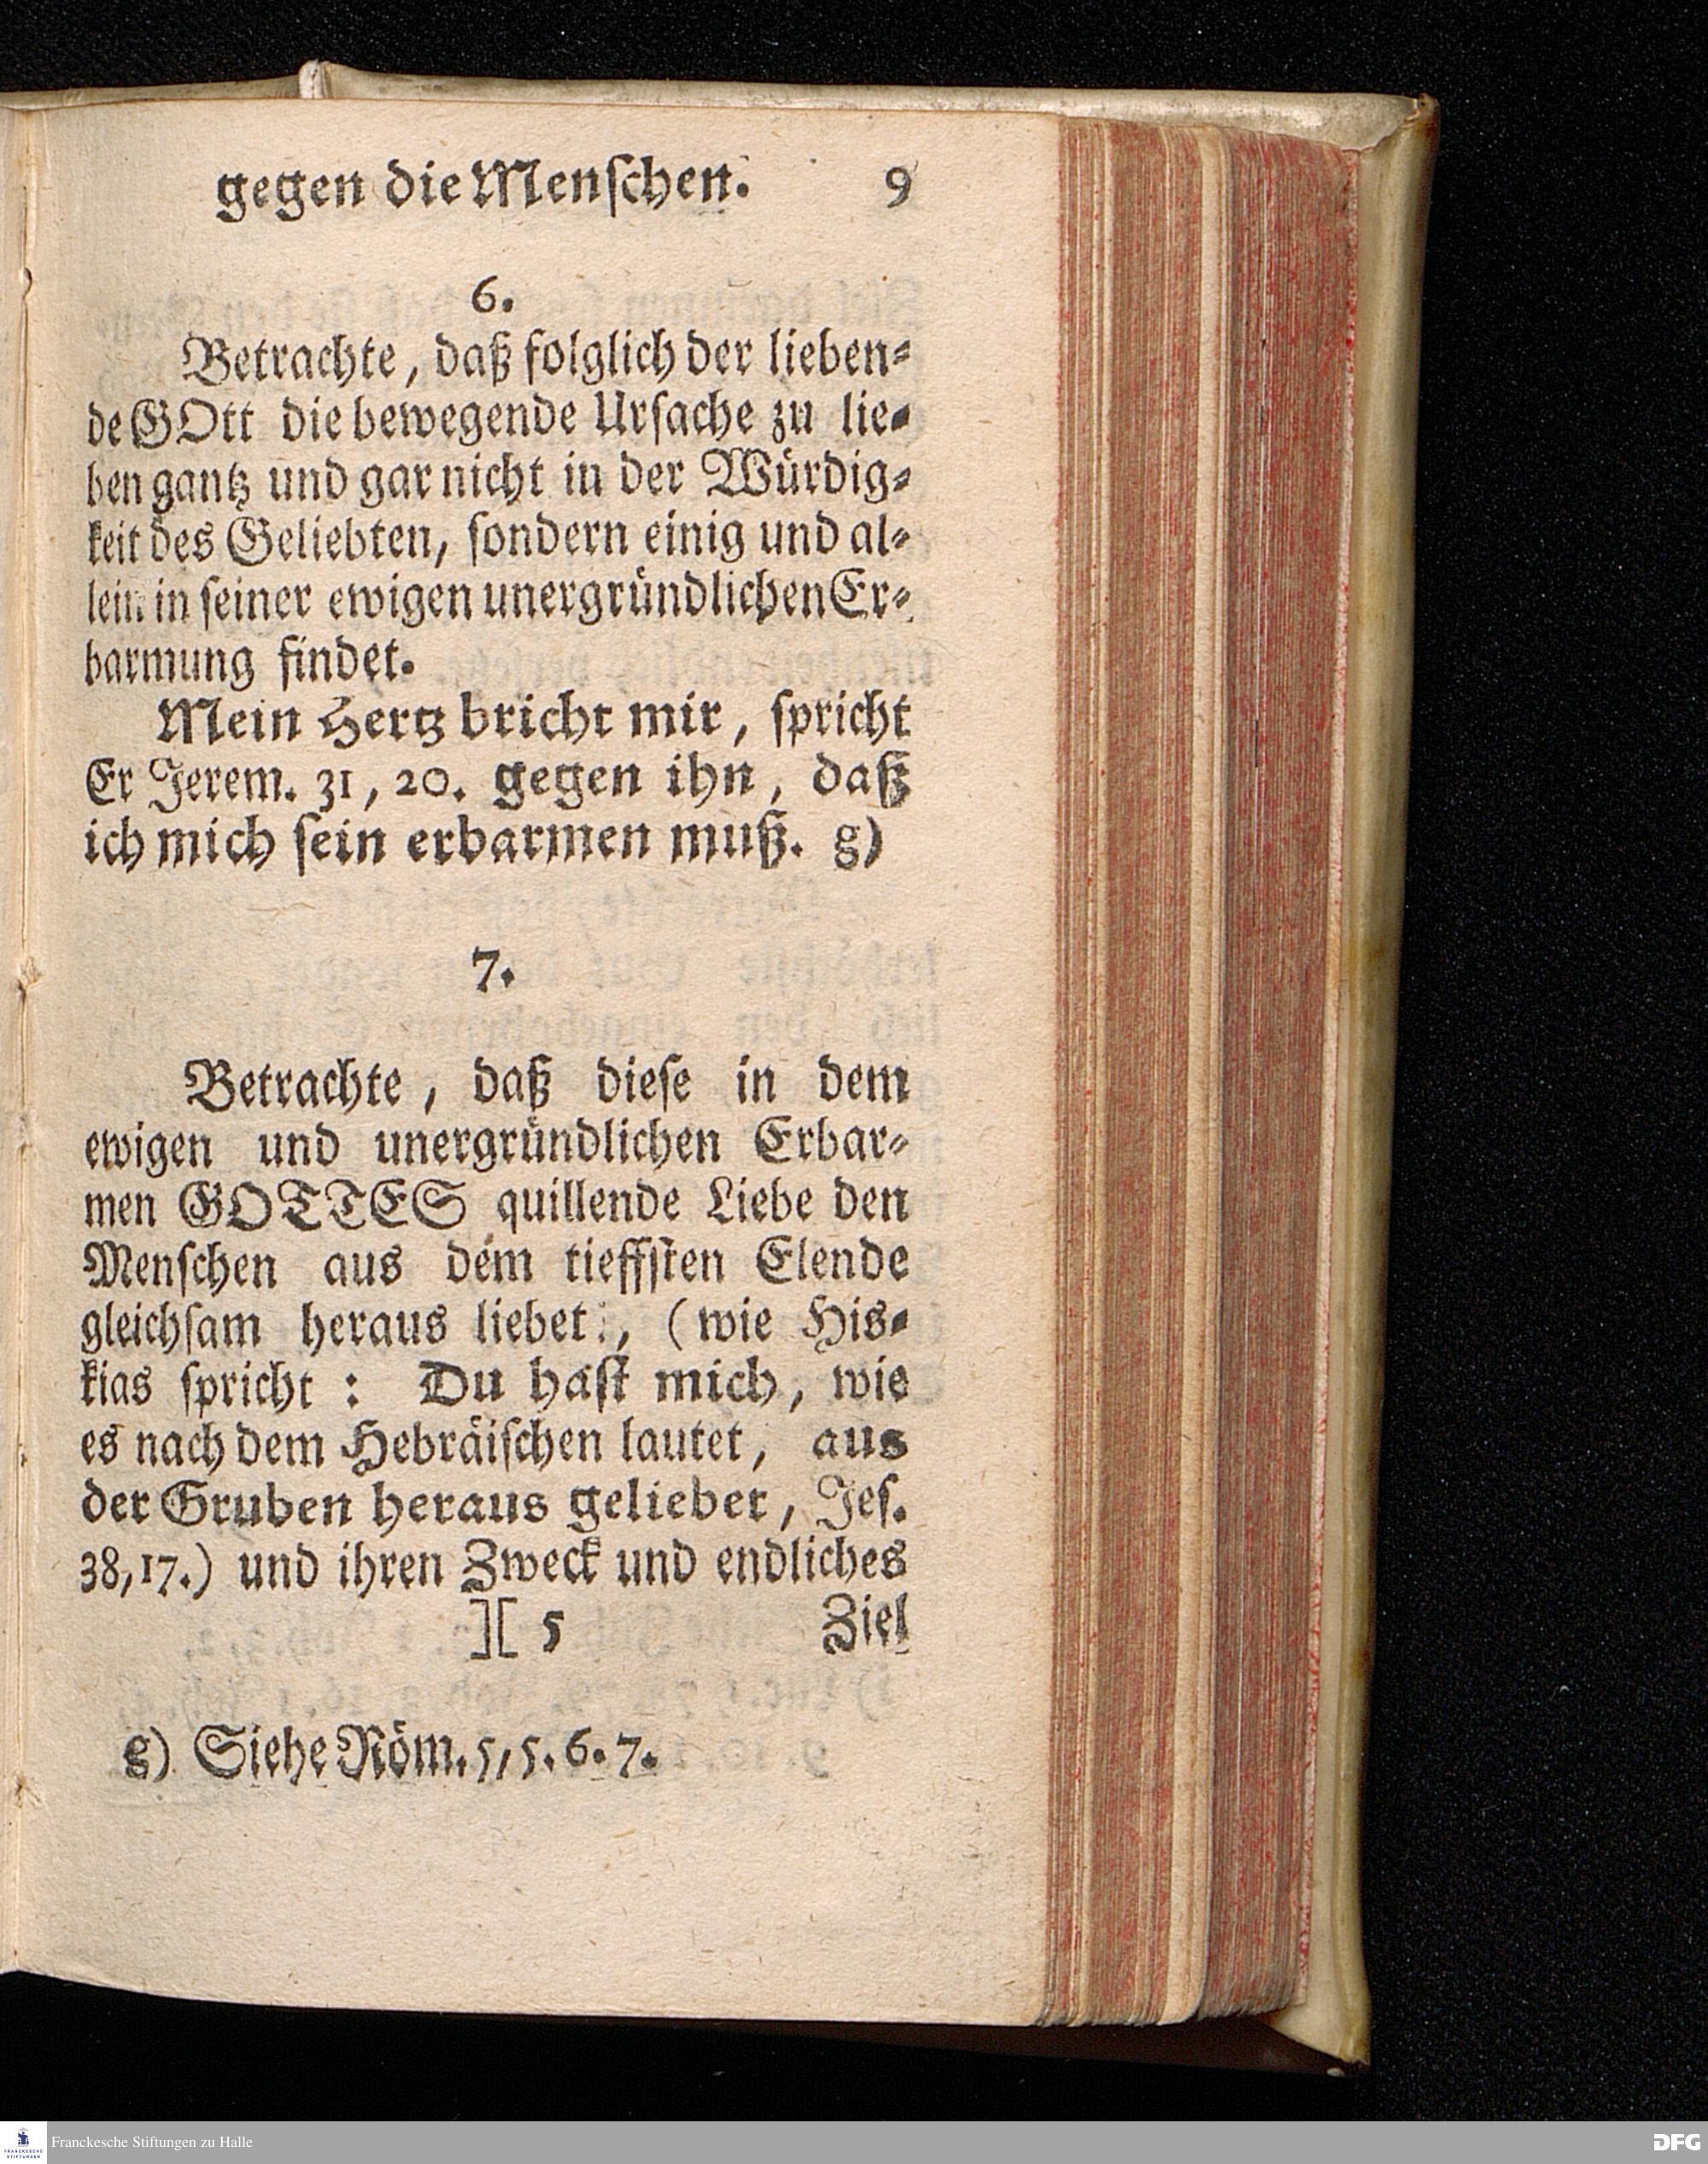 gegen die Menſchen. 9
6.
Betrachte, daß folglich der lieben⸗
de GOtt die bewegende Urſache zu lie⸗
ben gantz und gar nicht in der Würdig⸗
keit des Geliebten, ſondern einig und al⸗
lein in ſeiner ewigen unergründlichen Er⸗
barmung findet.
Mein Hertz bricht mir, ſpricht
Er Jerem. 31, 20. gegen ihn, daß
ich mich ſein erbarmen muß. g)
7.
Betrachte, daß dieſe in dem
ewigen und unergründlichen Erbar⸗
men GOTTES quillende Liebe den
Menſchen aus dem tieffſten Elende
gleichſam heraus liebet, (wie His⸗
kias ſpricht: Du haſt mich, wie
es nach dem Hebräiſchen lautet, aus
der Gruben heraus geliebet, Jeſ.
38, 17.) und ihren Zweck und endliches
][ 5 Ziel
g) Siehe Röm. 5, 5. 6. 7.
FRANCKESCHE STIFTUNGEN
Franckesche Stiftungen zu Halle
DFG